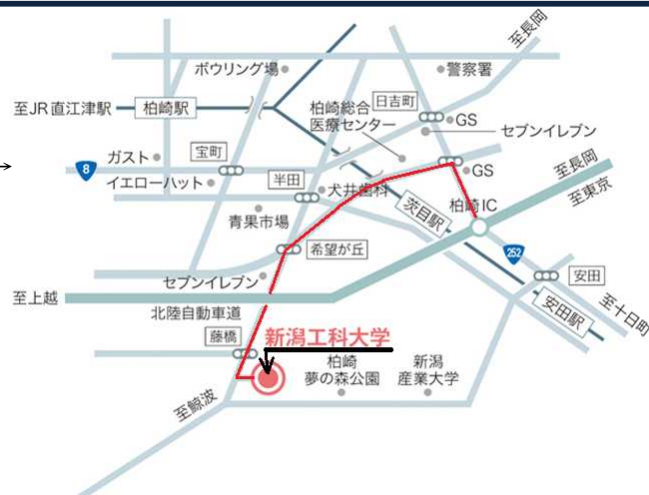 至長岡
ボウリング場
警察署
至JR直江津駅
柏崎駅
柏崎総合
医療センター
日吉町
GS
セブンイレブン
ガスト
宝町
8
イエローハット
半田
犬井歯科
GS
至長岡
至東京
青果市場
茨目駅
柏崎IC
希望が丘
252
セブンイレブン
安田
至上越
北陸自動車道
安田駅
至十日町
藤橋
新潟工科大学
柏崎
夢の森公園
新潟
産業大学
至鯨波